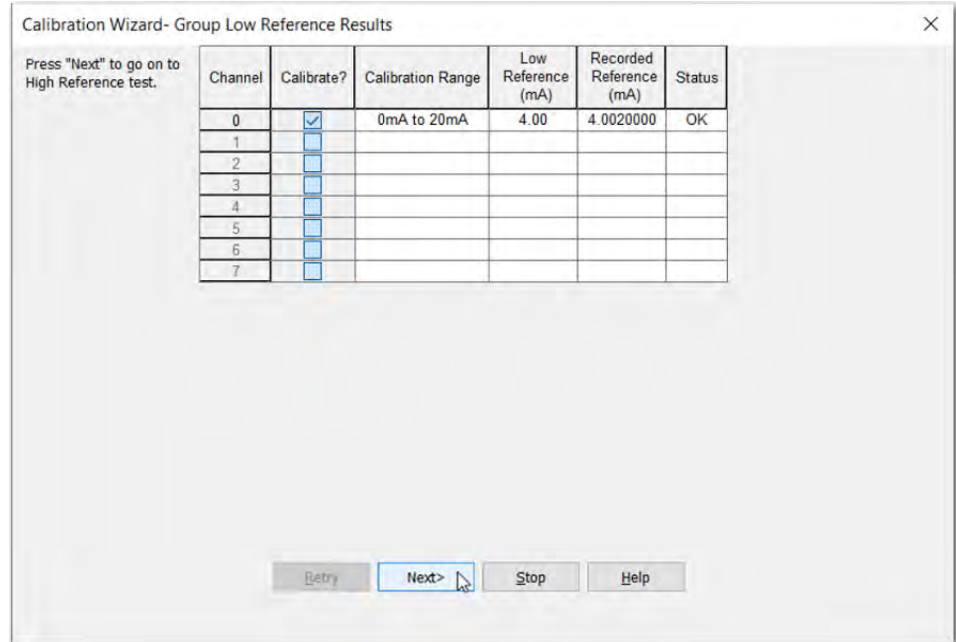 Calibration Wizard- Group Low Reference Results
Press "Next" to go on to
High Reference test.
Channel Calibrate? Calibration Range Low Reference (mA) Recorded Reference (mA) Status
0 0mA to 20mA 4.00 4.0020000 OK
1
2
3
4
5
6
7
Retry Next> Stop Help